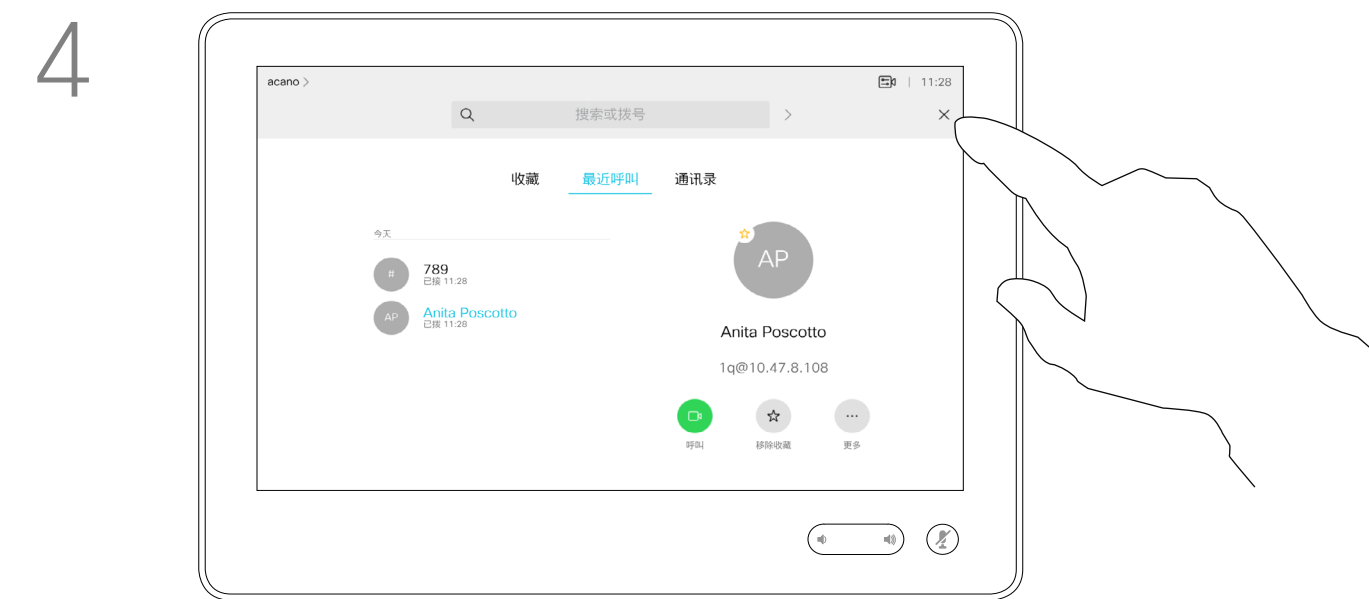 4
acano >
11:28
搜索或拨号
收藏 最近呼叫 通讯录
今天
AP
#
789
已接 11:28
AP
Anita Poscotto
已拨 11:28
Anita Poscotto
1q@10.47.8.108
呼叫 移除收藏 更多